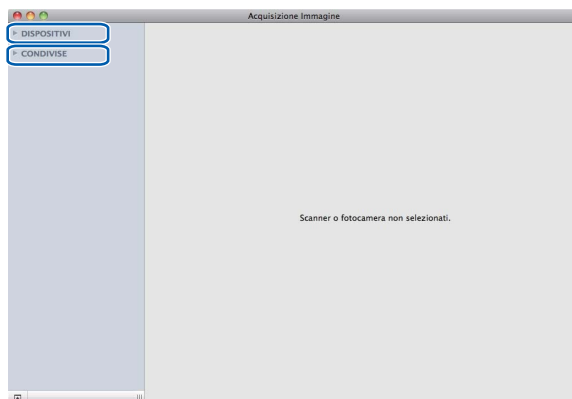 Acquisizione Immagine
DISPOSITIVI
CONDIVISE
Scanner o fotocamera non selezionati.